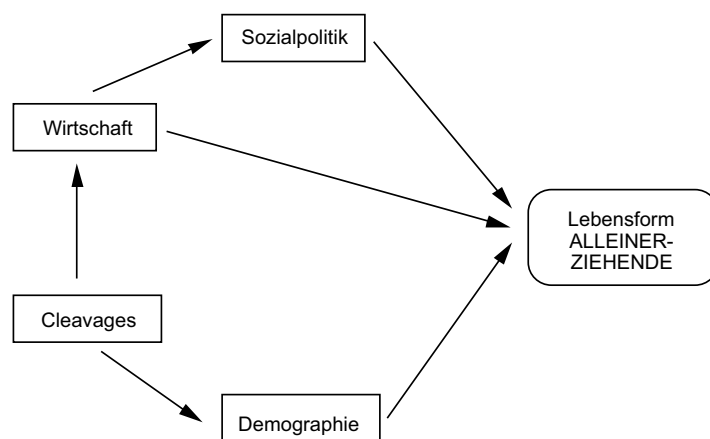 Sozialpolitik
Wirtschaft
Lebensform
ALLEINER-
ZIEHENDE
Cleavages
Demographie